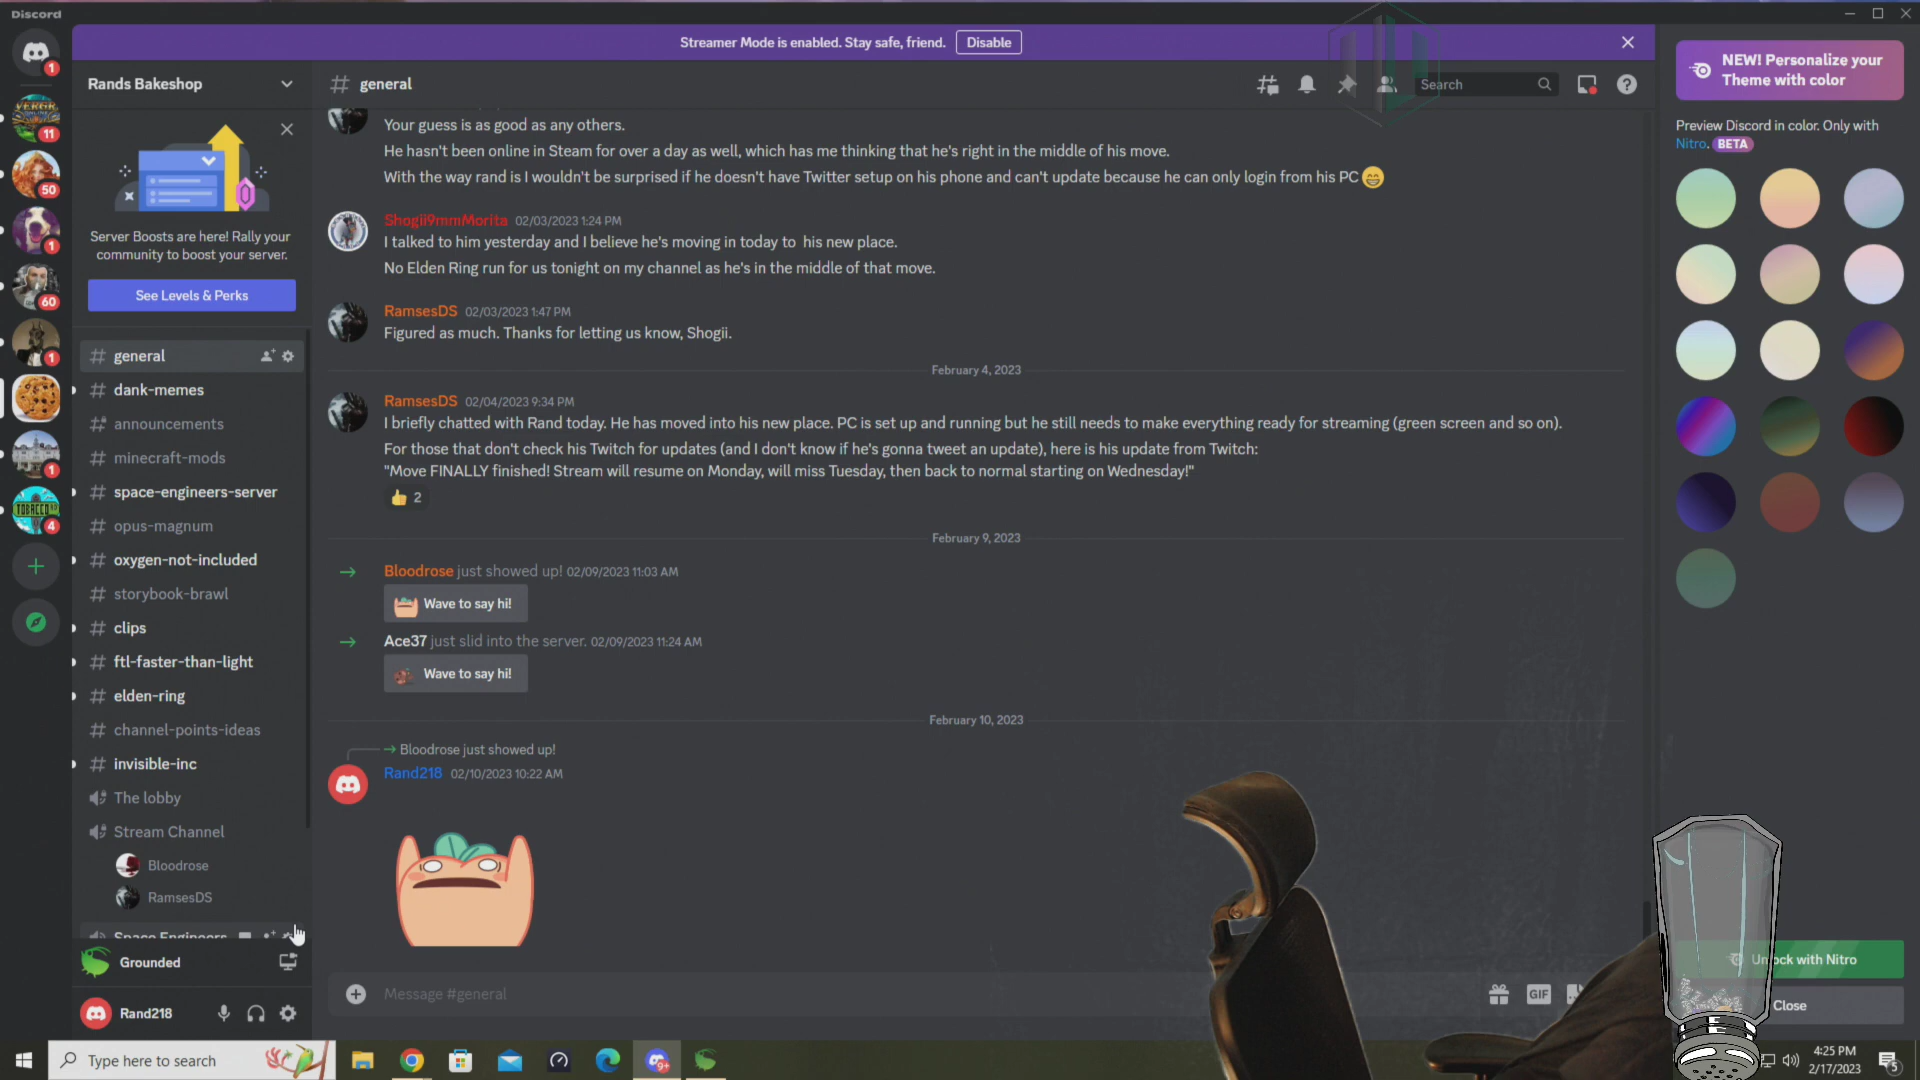 Discord
Streamer Mode is enabled. Stay safe, friend.
Disable
1
11
50
1
60
1
1
4
Rands Bakeshop
Server Boosts are here! Rally your
community to boost your server.
See Levels & Perks
general
dank-memes
announcements
minecraft-mods
space-engineers-server
opus-magnum
oxygen-not-included
storybook-brawl
clips
ftl-faster-than-light
elden-ring
channel-points-ideas
invisible-inc
The lobby
Stream Channel
Bloodrose
RamsesDS
Space Engineers
Grounded
Rand218
general
Search
Your guess is as good as any others.
He hasn't been online in Steam for over a day as well, which has me thinking that he's right in the middle of his move.
With the way rand is I wouldn't be surprised if he doesn't have Twitter setup on his phone and can't update because he can only login from his PC
Shogii9mmMorita 02/03/2023 1:24 PM
I talked to him yesterday and I believe he's moving in today to his new place.
No Elden Ring run for us tonight on my channel as he's in the middle of that move.
RamsesDS 02/03/2023 1:47 PM
Figured as much. Thanks for letting us know, Shogii.
February 4, 2023
RamsesDS 02/04/2023 9:34 PM
I briefly chatted with Rand today. He has moved into his new place. PC is set up and running but he still needs to make everything ready for streaming (green screen and so on).
For those that don't check his Twitch for updates (and I don't know if he's gonna tweet an update), here is his update from Twitch:
"Move FINALLY finished! Stream will resume on Monday, will miss Tuesday, then back to normal starting on Wednesday!"
2
February 9, 2023
Bloodrose just showed up! 02/09/2023 11:03 AM
Wave to say hi!
Ace37 just slid into the server. 02/09/2023 11:24 AM
Wave to say hi!
February 10, 2023
Bloodrose just showed up!
Rand218 02/10/2023 10:22 AM
Message #general
GIF
NEW! Personalize your
Theme with color
Preview Discord in color. Only with
Nitro. BETA
Unlock with Nitro
Close
TOBACCO
Type here to search
9+
4:25 PM
2/17/2023
5